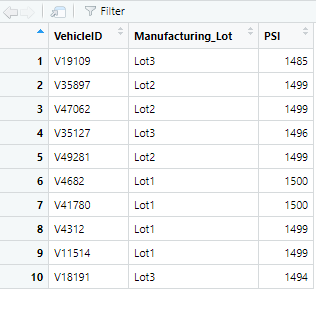 Filter
VehicleID Manufacturing_Lot PSI
1 V19109 Lot3 1485
2 V35897 Lot2 1499
3 V47062 Lot2 1499
4 V35127 Lot3 1496
5 V49281 Lot2 1499
6 V4682 Lot1 1500
7 V41780 Lot1 1500
8 V4312 Lot1 1499
9 V11514 Lot1 1499
10 V18191 Lot3 1494